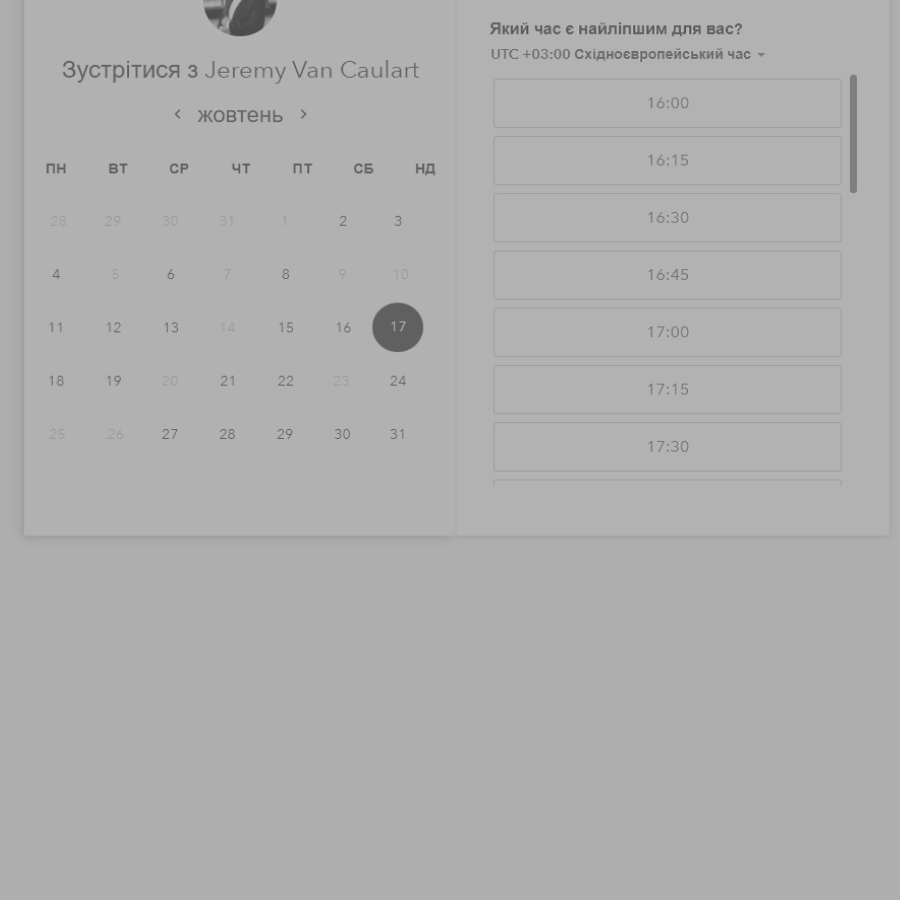 Зустрітися з Jeremy Van Caulart
жовтень
ПН ВТ СР ЧТ ПТ СБ НД
28 29 30 31 1 2 3
4 5 6 7 8 9 10
11 12 13 14 15 16 17
18 19 20 21 22 23 24
25 26 27 28 29 30 31
Який час є найліпшим для вас?
UTC +03:00 Східноєвропейський час
16:00
16:15
16:30
16:45
17:00
17:15
17:30